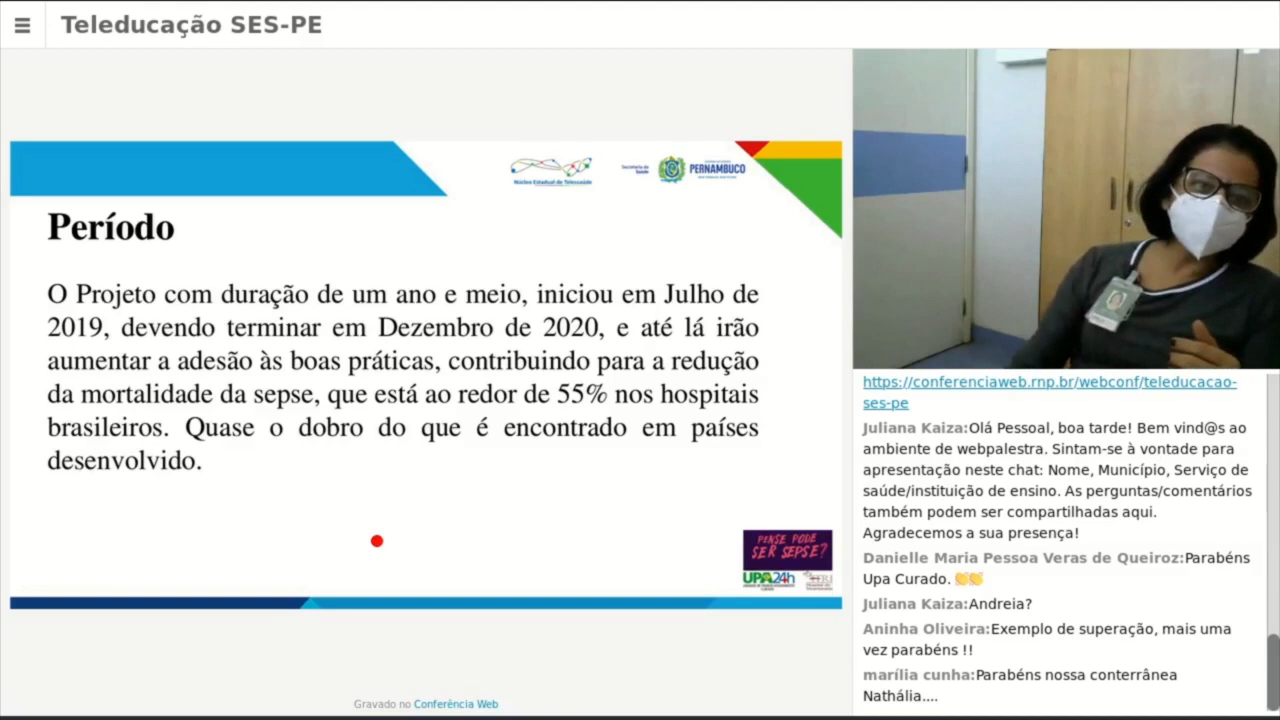 Teleducação SES-PE
Núcleo Estadual de Telessaúde
Secretaria de
Saúde
PERNAMBUCO
Período
O Projeto com duração de um ano e meio, iniciou em Julho de
2019, devendo terminar em Dezembro de 2020, e até lá irão
aumentar a adesão às boas práticas, contribuindo para a redução
da mortalidade da sepse, que está ao redor de 55% nos hospitais
brasileiros. Quase o dobro do que é encontrado em países
desenvolvido.
PENSE PODE
SER SEPSE?
UPA24h
Gravado no Conferência Web
https://conferenciaweb.rnp.br/webconf/teleducacao-
ses-pe
Juliana Kaiza:Olá Pessoal, boa tarde! Bem vind@s ao
ambiente de webpalestra. Sintam-se à vontade para
apresentação neste chat: Nome, Município, Serviço de
saúde/instituição de ensino. As perguntas/comentários
também podem ser compartilhadas aqui.
Agradecemos a sua presença!
Danielle Maria Pessoa Veras de Queiroz:Parabéns
Upa Curado. 👏👏
Juliana Kaiza:Andreia?
Aninha Oliveira:Exemplo de superação, mais uma
vez parabéns !!
marília cunha:Parabéns nossa conterrânea
Nathália....